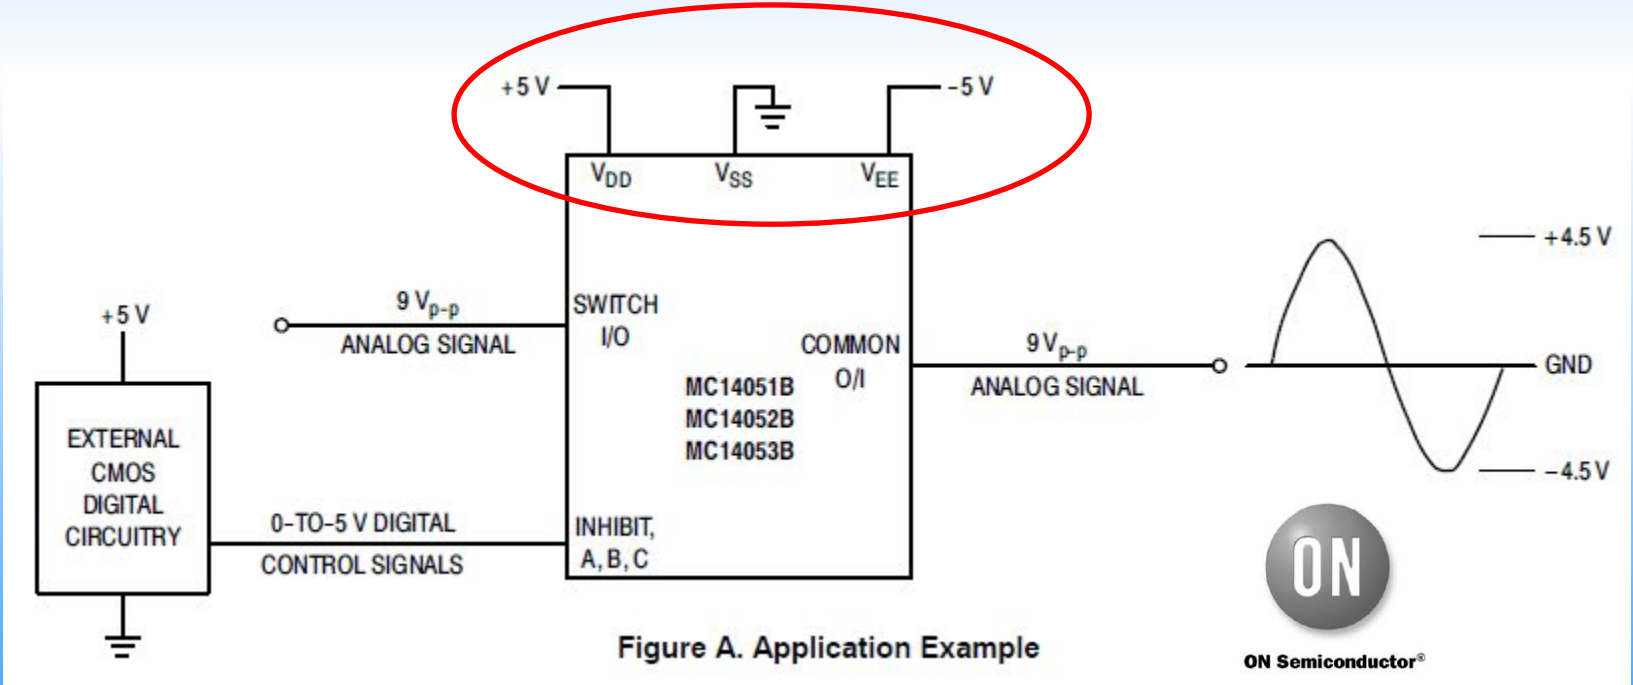 +5 V
-5 V
VDD
VSS
VEE
+4.5 V
+5 V
9 Vp-p
ANALOG SIGNAL
SWITCH
I/O
COMMON
O/I
9 Vp-p
ANALOG SIGNAL
GND
MC14051B
MC14052B
MC14053B
EXTERNAL
CMOS
DIGITAL
CIRCUITRY
-4.5 V
0-TO-5 V DIGITAL
CONTROL SIGNALS
INHIBIT,
A, B, C
ON
Figure A. Application Example
ON Semiconductor®